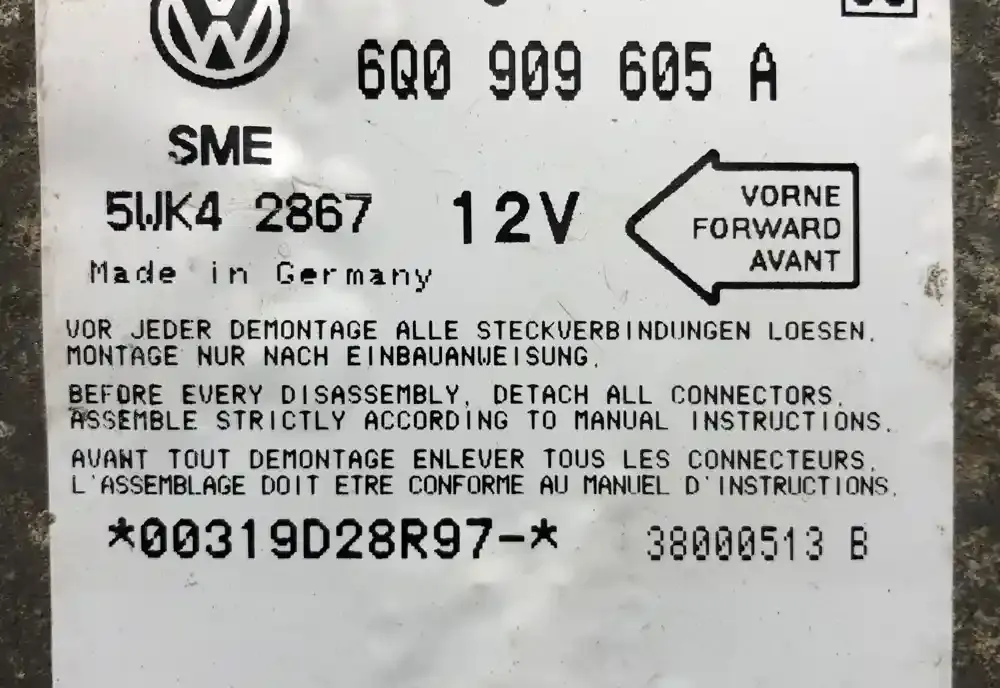 6Q0 909 605 A
SME
5WK4 2867
12V
VORNE
FORWARD
AVANT
Made in Germany
VOR JEDER DEMONTAGE ALLE STECKVERBINDUNGEN LOESEN.
MONTAGE NUR NACH EINBAUANWEISUNG.
BEFORE EVERY DISASSEMBLY, DETACH ALL CONNECTORS.
ASSEMBLE STRICTLY ACCORDING TO MANUAL INSTRUCTIONS.
AVANT TOUT DEMONTAGE ENLEVER TOUS LES CONNECTEURS.
L'ASSEMBLAGE DOIT ETRE CONFORME AU MANUEL D'INSTRUCTIONS.
*00319D28R97-*
38000513 B